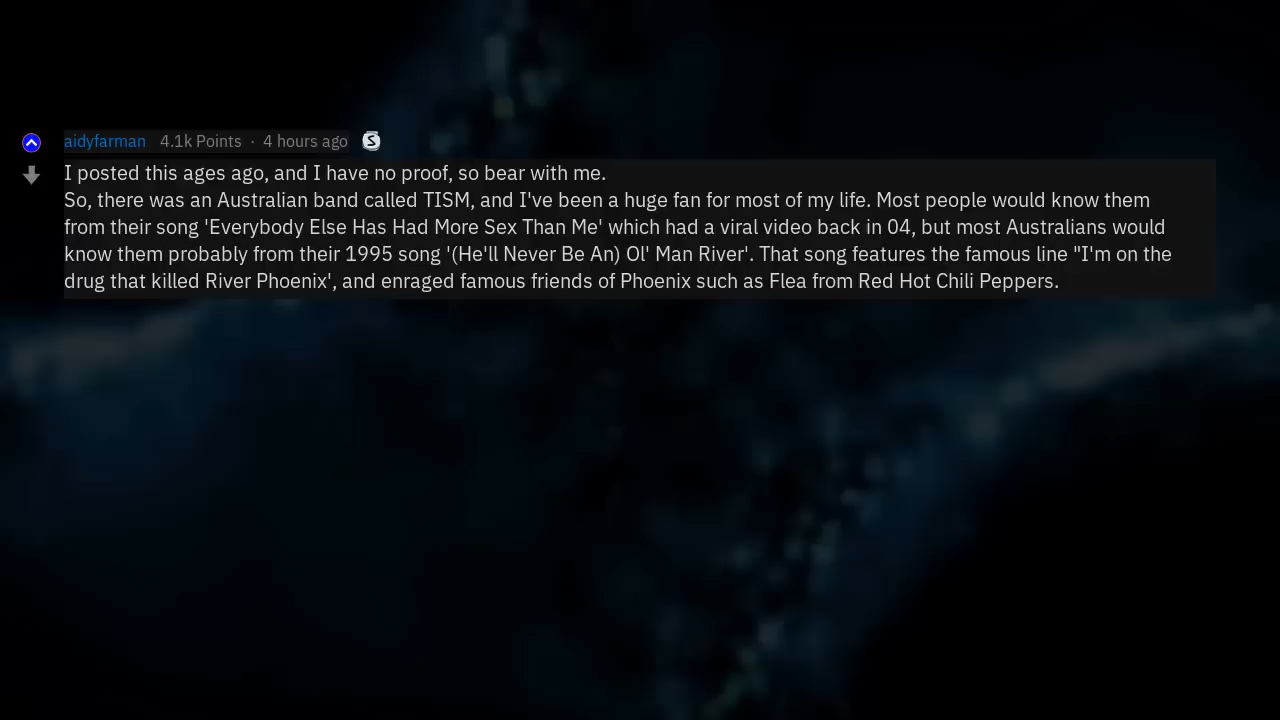 aidyfarman 4.1k Points · 4 hours ago S
I posted this ages ago, and I have no proof, so bear with me.
So, there was an Australian band called TISM, and I've been a huge fan for most of my life. Most people would know them
from their song 'Everybody Else Has Had More Sex Than Me' which had a viral video back in 04, but most Australians would
know them probably from their 1995 song '(He'll Never Be An) Ol' Man River'. That song features the famous line "I'm on the
drug that killed River Phoenix', and enraged famous friends of Phoenix such as Flea from Red Hot Chili Peppers.